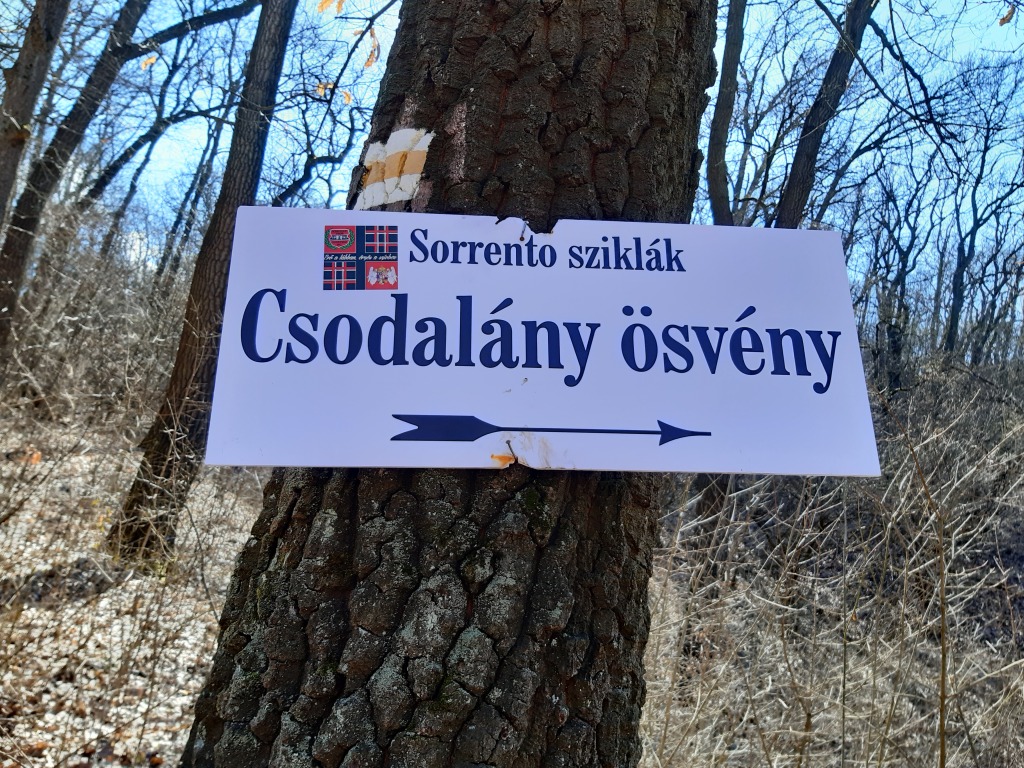 Sorrento sziklák
Csodalány ösvény